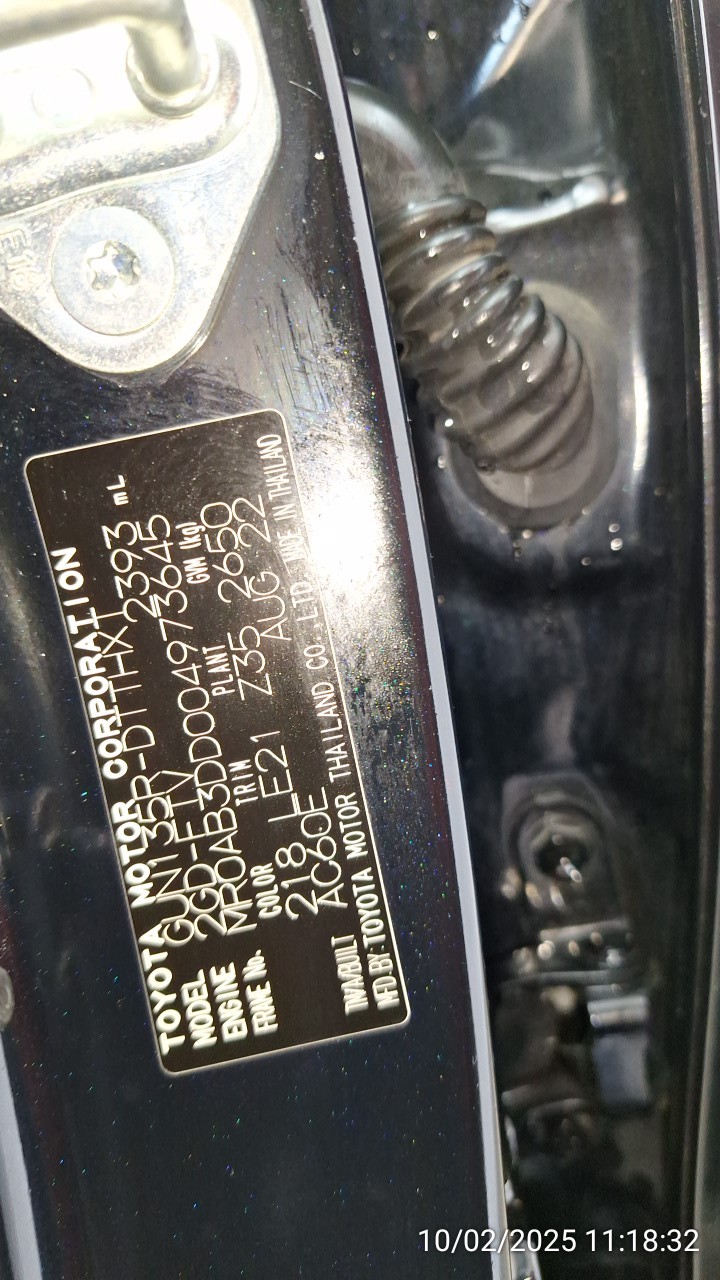 TOYOTA MOTOR CORPORATION
MODEL GUN135R-DTTHXT 2393 mL
ENGINE 2GD-FTV
FRAME No. MR0AB3DD004973645
COLOR TRIM PLANT GVM (kg)
218 LE21 Z35 2650
AC60E AUG 22
TMA/BUILT
MFD.BY:TOYOTA MOTOR THAILAND CO.,LTD. MADE IN THAILAND
10/02/2025 11:18:32